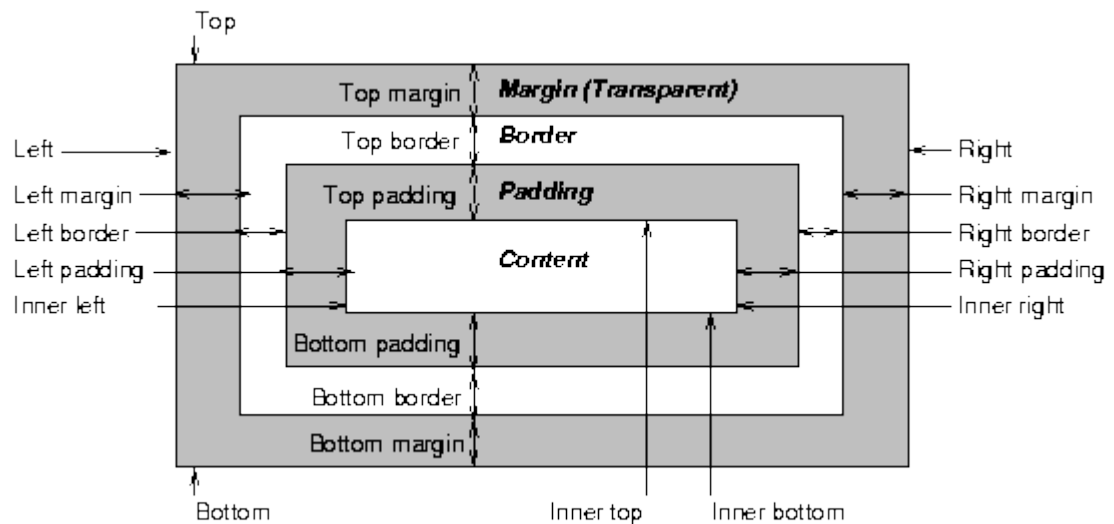 Top
Top margin Margin (Transparent)
Top border Border
Left Right
Left margin Top padding Padding Right margin
Left border Right border
Left padding Content Right padding
Inner left Inner right
Bottom padding
Bottom border
Bottom margin
Bottom Inner top Inner bottom